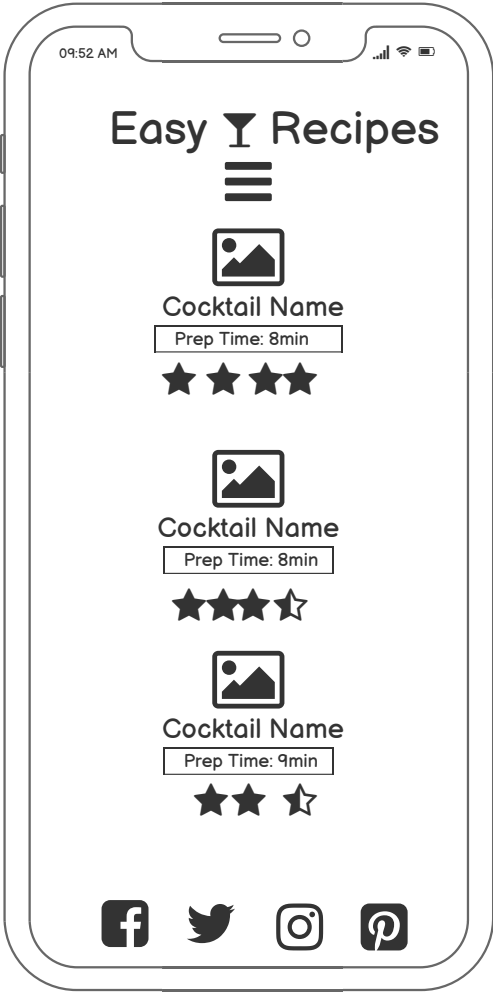 09:52 AM
Easy Recipes
Cocktail Name
Prep Time: 8min
Cocktail Name
Prep Time: 8min
Cocktail Name
Prep Time: 9min